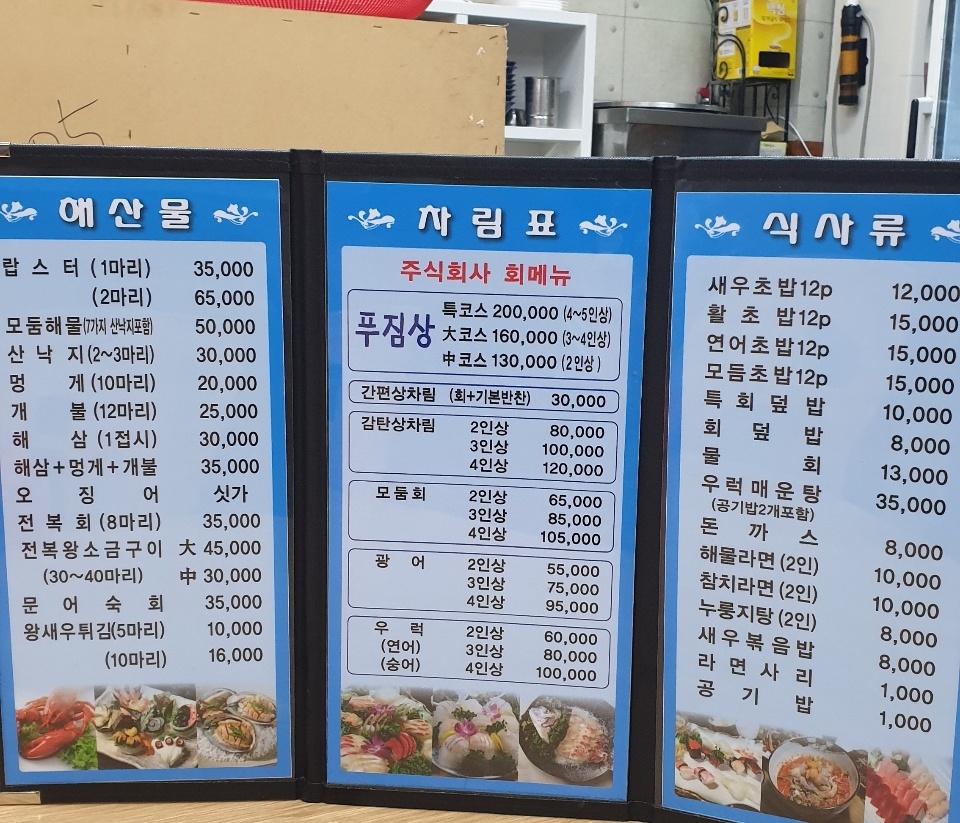 해산물
랍스터 (1마리) 35,000
(2마리) 65,000
모둠해물(7가지 산낙지포함) 50,000
산낙지(2~3마리) 30,000
멍게 (10마리) 20,000
개불 (12마리) 25,000
해삼 (1접시) 30,000
해삼+멍게+개불 35,000
오징어 싯가
전복회 (8마리) 35,000
전복왕소금구이 大 45,000
(30~40마리) 中 30,000
문어숙회 35,000
왕새우튀김(5마리) 10,000
(10마리) 16,000
차림표
주식회사 회메뉴
푸짐상
특코스 200,000 (4~5인상)
大코스 160,000 (3~4인상)
中코스 130,000 (2인상)
간편상차림 (회+기본반찬) 30,000
감탄상차림 2인상 80,000
3인상 100,000
4인상 120,000
모둠회 2인상 65,000
3인상 85,000
4인상 105,000
광어 2인상 55,000
3인상 75,000
4인상 95,000
우럭 2인상 60,000
(연어) 3인상 80,000
(숭어) 4인상 100,000
식사류
새우초밥12p 12,000
활초밥12p 15,000
연어초밥12p 15,000
모듬초밥12p 15,000
특회덮밥 10,000
회덮밥 8,000
물회 13,000
우럭매운탕 35,000
(공기밥2개포함)
돈까스 8,000
해물라면 (2인) 10,000
참치라면 (2인) 10,000
누룽지탕 (2인) 8,000
새우볶음밥 8,000
라면사리 1,000
공기밥 1,000